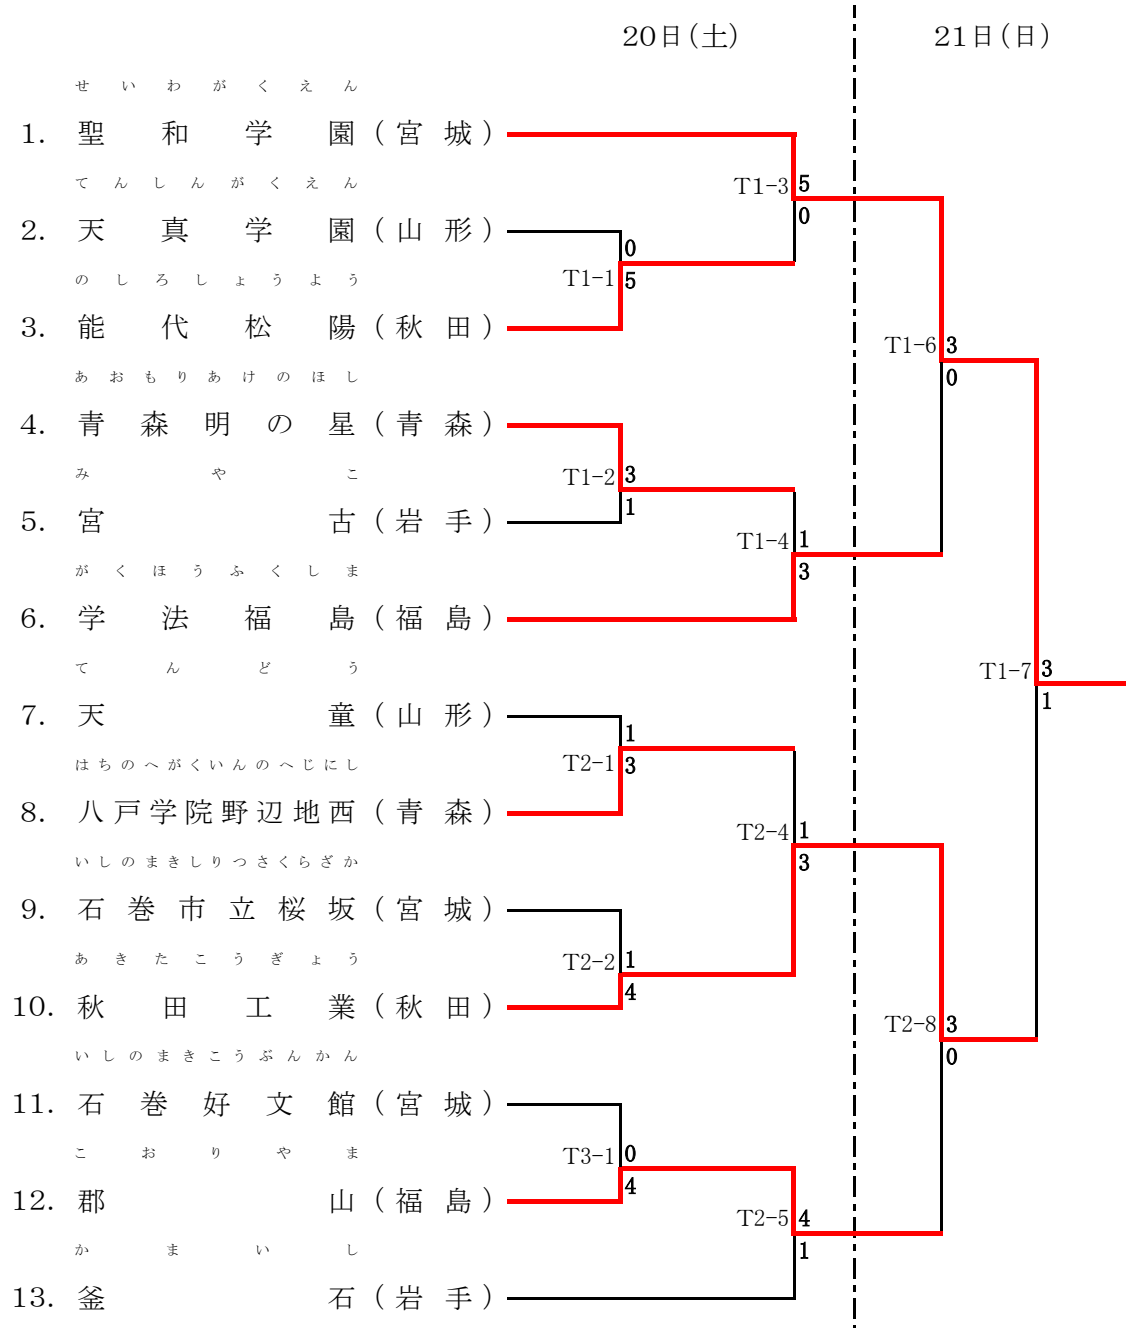 20日(土)
21日(日)
せいわがくえん
1. 聖和学園(宮城)
てんしんがくえん
T1-3 5
0
2. 天真学園(山形)
0
のしろしょうよう
T1-1 5
3. 能代松陽(秋田)
T1-6 3
0
あおもりあけのほし
4. 青森明の星(青森)
みやこ
T1-2 3
1
5. 宮古(岩手)
T1-4 1
3
がくほうふくしま
6. 学法福島(福島)
てんどう
T1-7 3
1
7. 天童(山形)
1
はちのへがくいんのへじにし
T2-1 3
8. 八戸学院野辺地西(青森)
T2-4 1
3
いしのまきしりつさくらざか
9. 石巻市立桜坂(宮城)
あきたこうぎょう
T2-2 1
4
10. 秋田工業(秋田)
T2-8 3
0
いしのまきこうぶんかん
11. 石巻好文館(宮城)
こおりやま
T3-1 0
4
12. 郡山(福島)
T2-5 4
1
かまいし
13. 釜石(岩手)